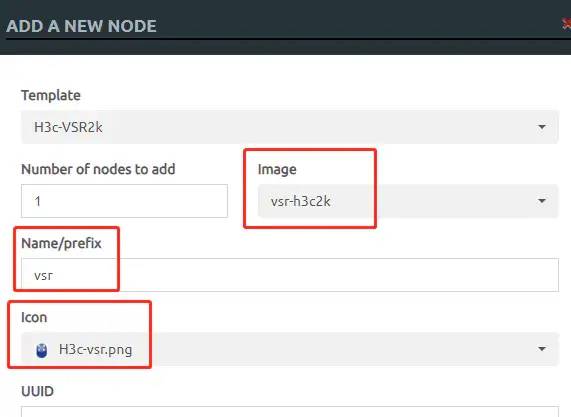 ADD A NEW NODE
Template
H3c-VSR2k
Number of nodes to add
Image
1
vsr-h3c2k
Name/prefix
vsr
Icon
H3c-vsr.png
UUID